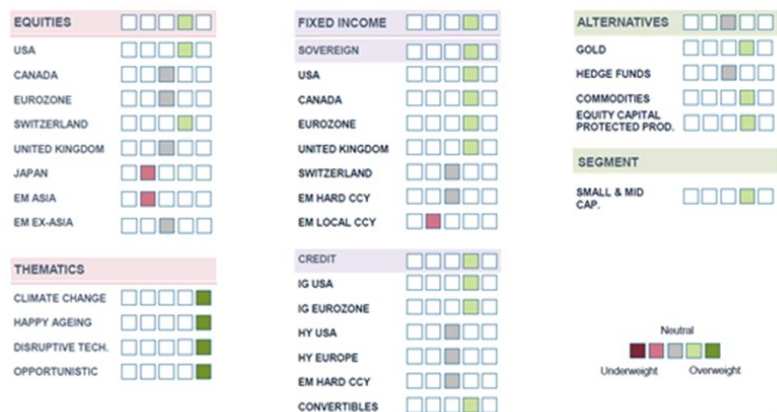 EQUITIES
USA
CANADA
EUROZONE
SWITZERLAND
UNITED KINGDOM
JAPAN
EM ASIA
EM EX-ASIA
THEMATICS
CLIMATE CHANGE
HAPPY AGEING
DISRUPTIVE TECH.
OPPORTUNISTIC
FIXED INCOME
SOVEREIGN
USA
CANADA
EUROZONE
UNITED KINGDOM
SWITZERLAND
EM HARD CCY
EM LOCAL CCY
CREDIT
IG USA
IG EUROZONE
HY USA
HY EUROPE
EM HARD CCY
CONVERTIBLES
ALTERNATIVES
GOLD
HEDGE FUNDS
COMMODITIES
EQUITY CAPITAL
PROTECTED PROD.
SEGMENT
SMALL & MID
CAP.
Neutral
Underweight Overweight